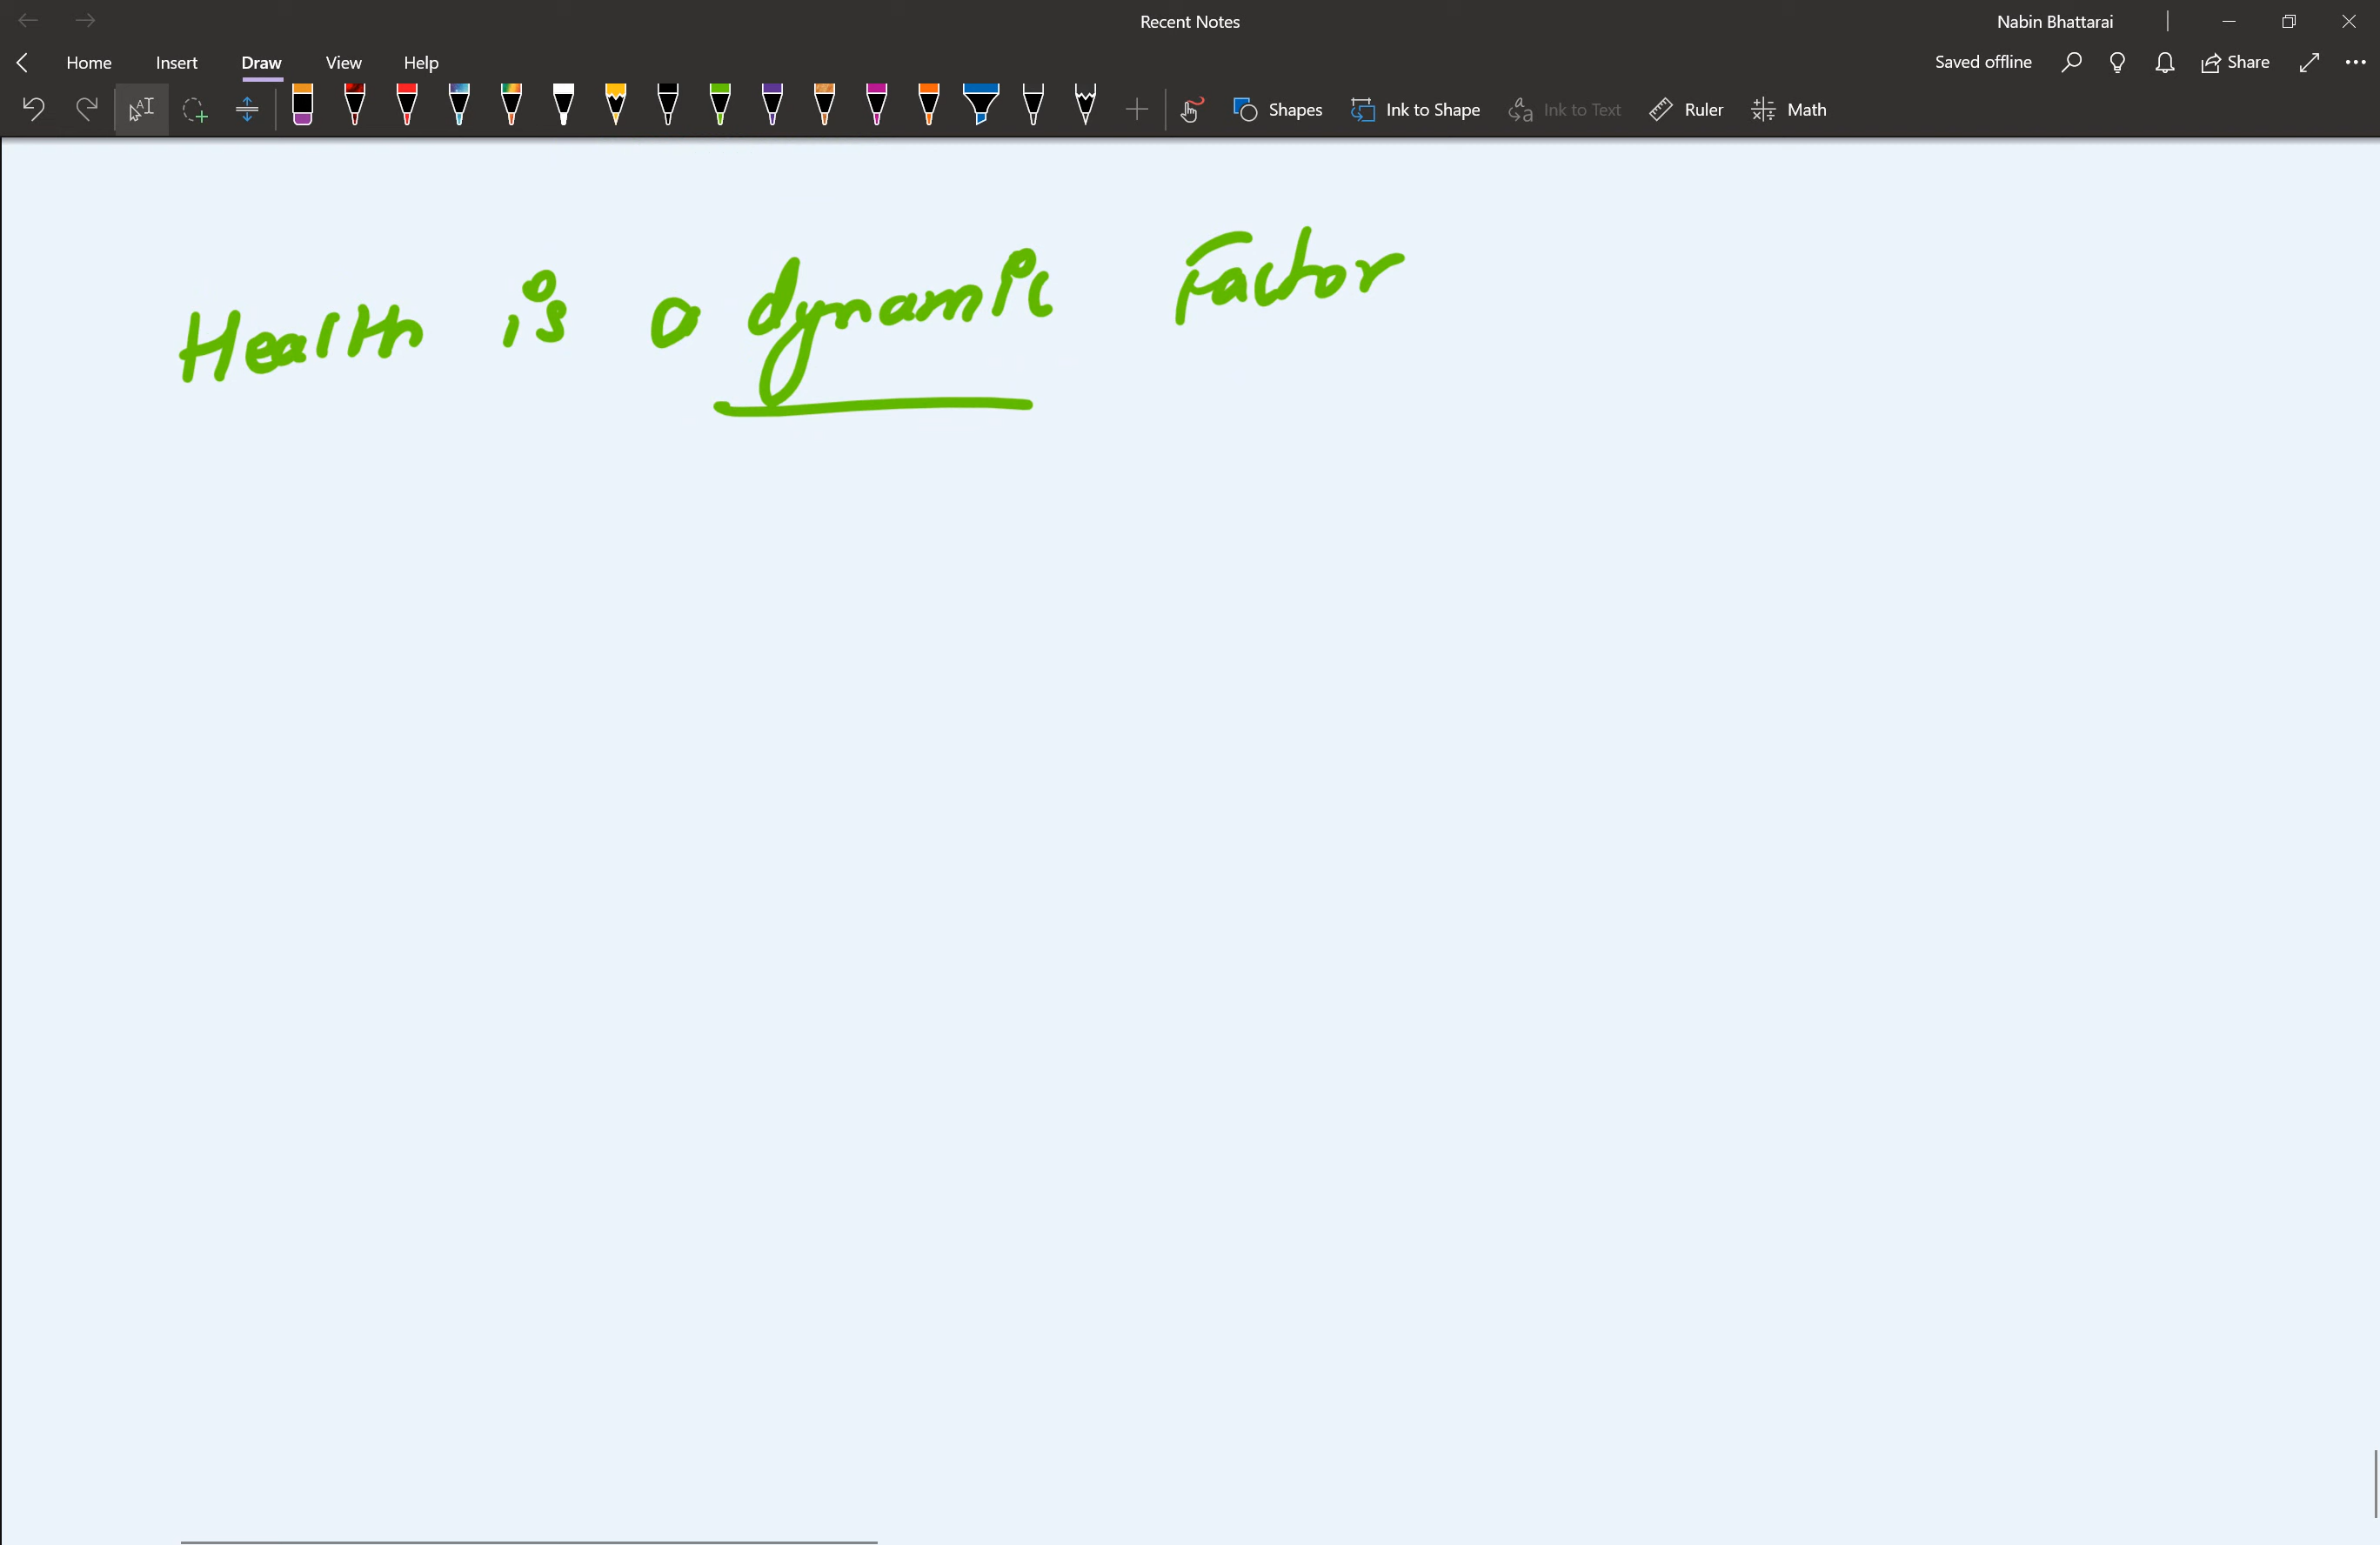 Recent Notes
Nabin Bhattarai
Home Insert Draw View Help
Saved offline
Share
Shapes Ink to Shape Ink to Text Ruler Math
Health is a dynamic Factor